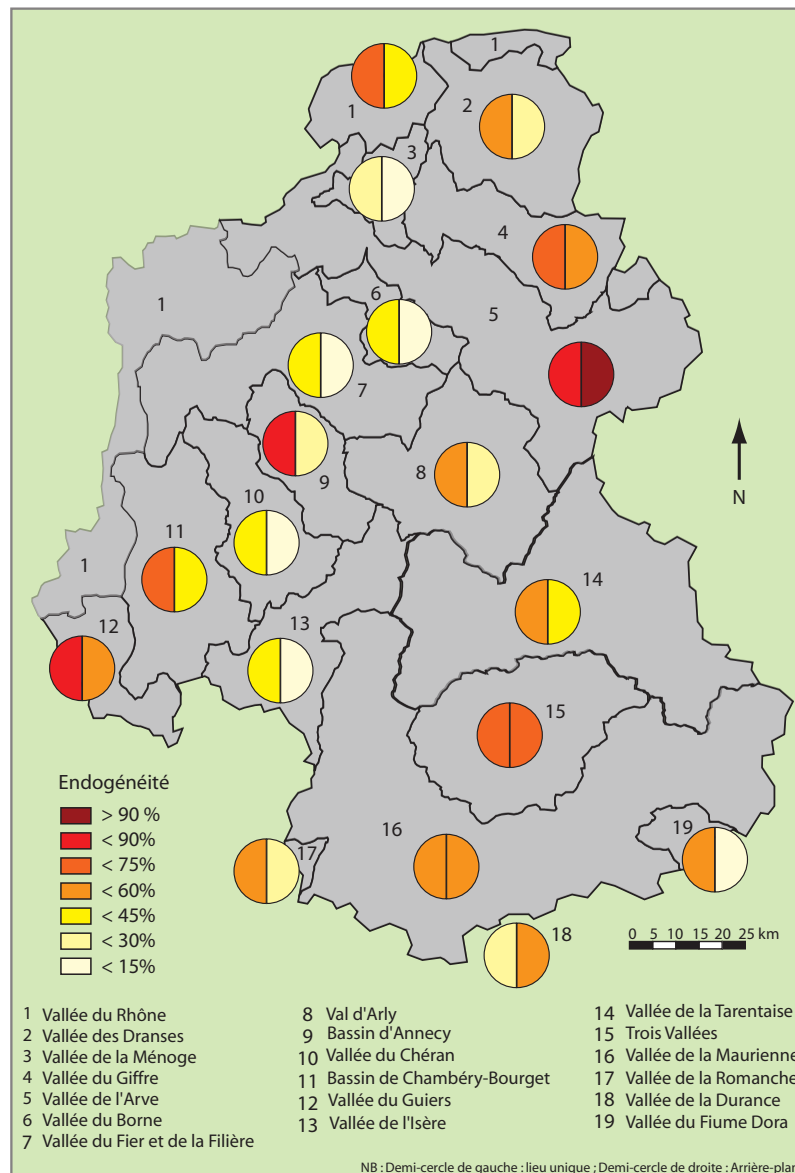 1
1
2
3
4
1
5
6
7
8
9
N
10
11
1
14
12
13
15
Endogénéité
> 90 %
< 90%
< 75%
< 60%
< 45%
< 30%
< 15%
16
17
19
18
0 5 10 15 20 25 km
1 Vallée du Rhône
2 Vallée des Dranses
3 Vallée de la Ménoge
4 Vallée du Giffre
5 Vallée de l'Arve
6 Vallée du Borne
7 Vallée du Fier et de la Filière
8 Val d'Arly
9 Bassin d'Annecy
10 Vallée du Chéran
11 Bassin de Chambéry-Bourget
12 Vallée du Guiers
13 Vallée de l'Isère
14 Vallée de la Tarentaise
15 Trois Vallées
16 Vallée de la Maurienne
17 Vallée de la Romanche
18 Vallée de la Durance
19 Vallée du Fiume Dora
NB : Demi-cercle de gauche : lieu unique ; Demi-cercle de droite : Arrière-plan